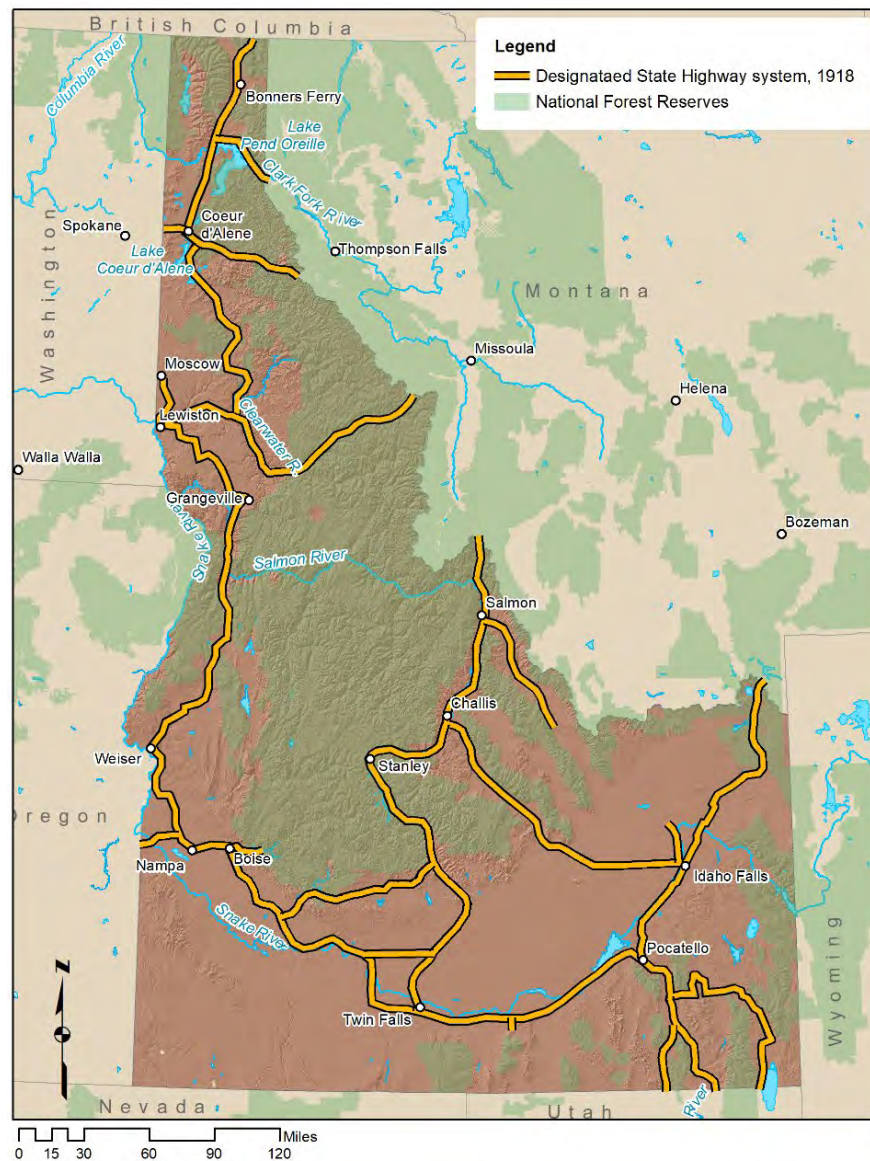 British Columbia
Legend
Designataed State Highway system, 1918
National Forest Reserves
Columbia River
Bonners Ferry
Lake
Pend Oreille
Clark Fork River
Spokane
Coeur
d'Alene
Lake
Coeur d'Alene
Thompson Falls
Washington
Montana
Missoula
Moscow
Helena
Lewiston
Clearwater R.
Walla Walla
Grangeville
Snake River
Bozeman
Salmon River
Salmon
Challis
Weiser
Stanley
Oregon
Nampa
Boise
Idaho Falls
Snake River
Wyoming
Pocatello
Twin Falls
N
Nevada
Utah
River
Miles
0 15 30 60 90 120